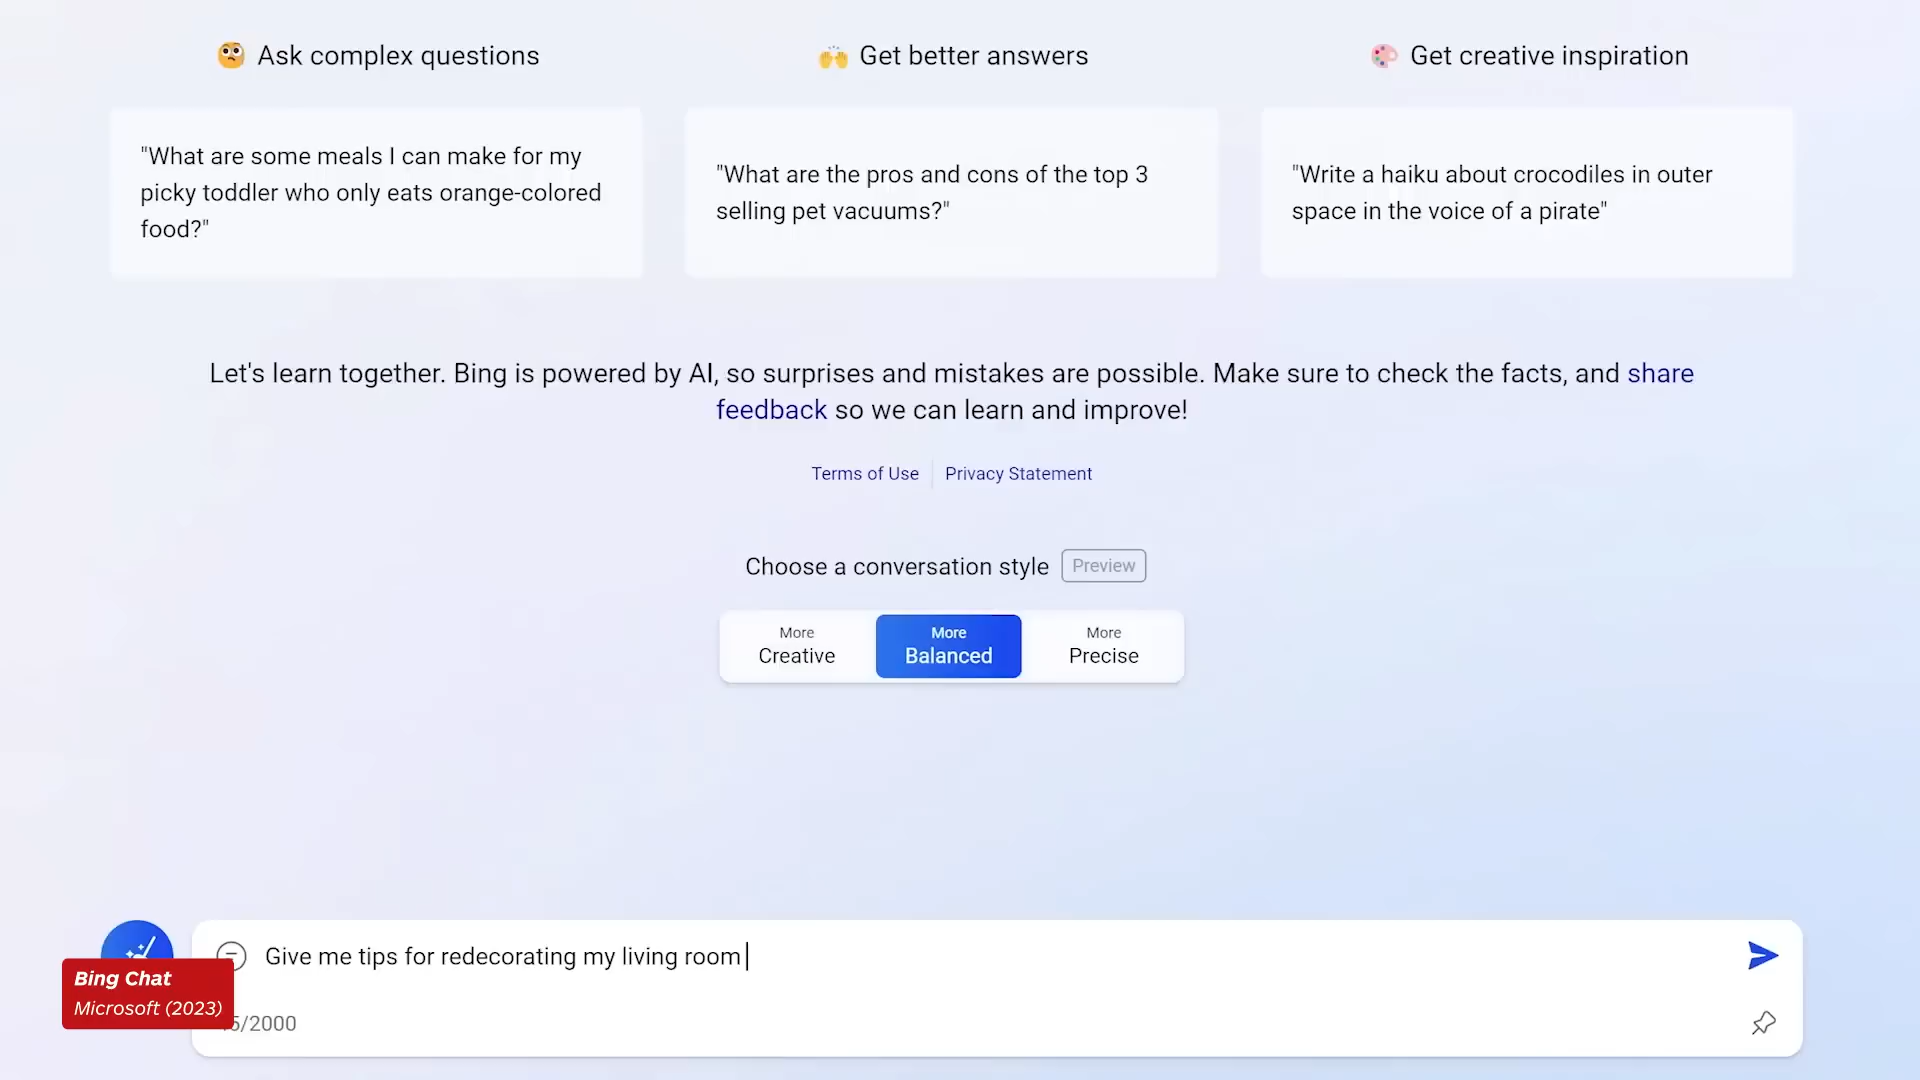 Ask complex questions
Get better answers
Get creative inspiration
"What are some meals I can make for my
picky toddler who only eats orange-colored
food?"
"What are the pros and cons of the top 3
selling pet vacuums?"
"Write a haiku about crocodiles in outer
space in the voice of a pirate"
Let's learn together. Bing is powered by AI, so surprises and mistakes are possible. Make sure to check the facts, and share
feedback so we can learn and improve!
Terms of Use
Privacy Statement
Choose a conversation style
Preview
More
Creative
More
Balanced
More
Precise
Give me tips for redecorating my living room
Bing Chat
Microsoft (2023)
/2000